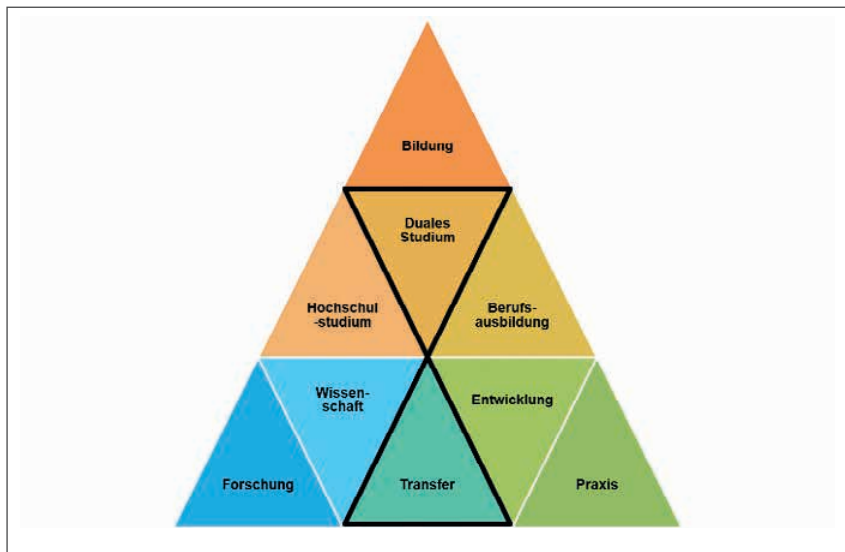 Bildung
Duales
Studium
Hochschul
-studium
Berufs-
ausbildung
Wissen-
schaft
Entwicklung
Forschung
Transfer
Praxis